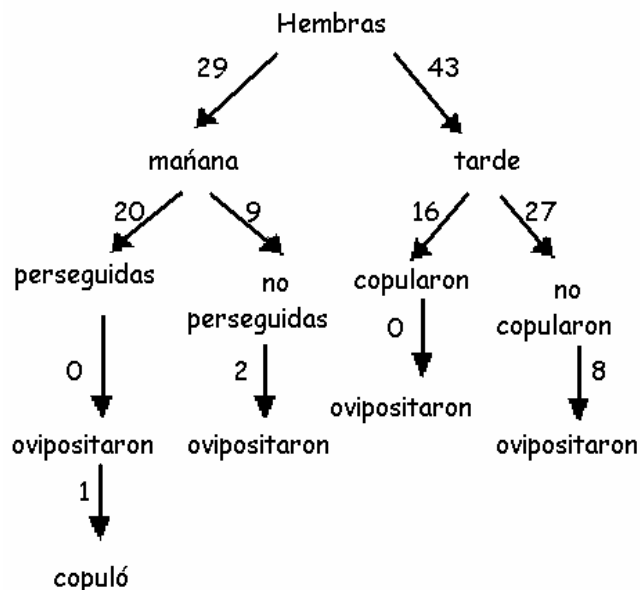 Hembras
29 43
mańana tarde
20 9 16 27
perseguidas no perseguidas copularon no copularon
0 2 0 8
ovipositaron ovipositaron ovipositaron ovipositaron
1
copuló